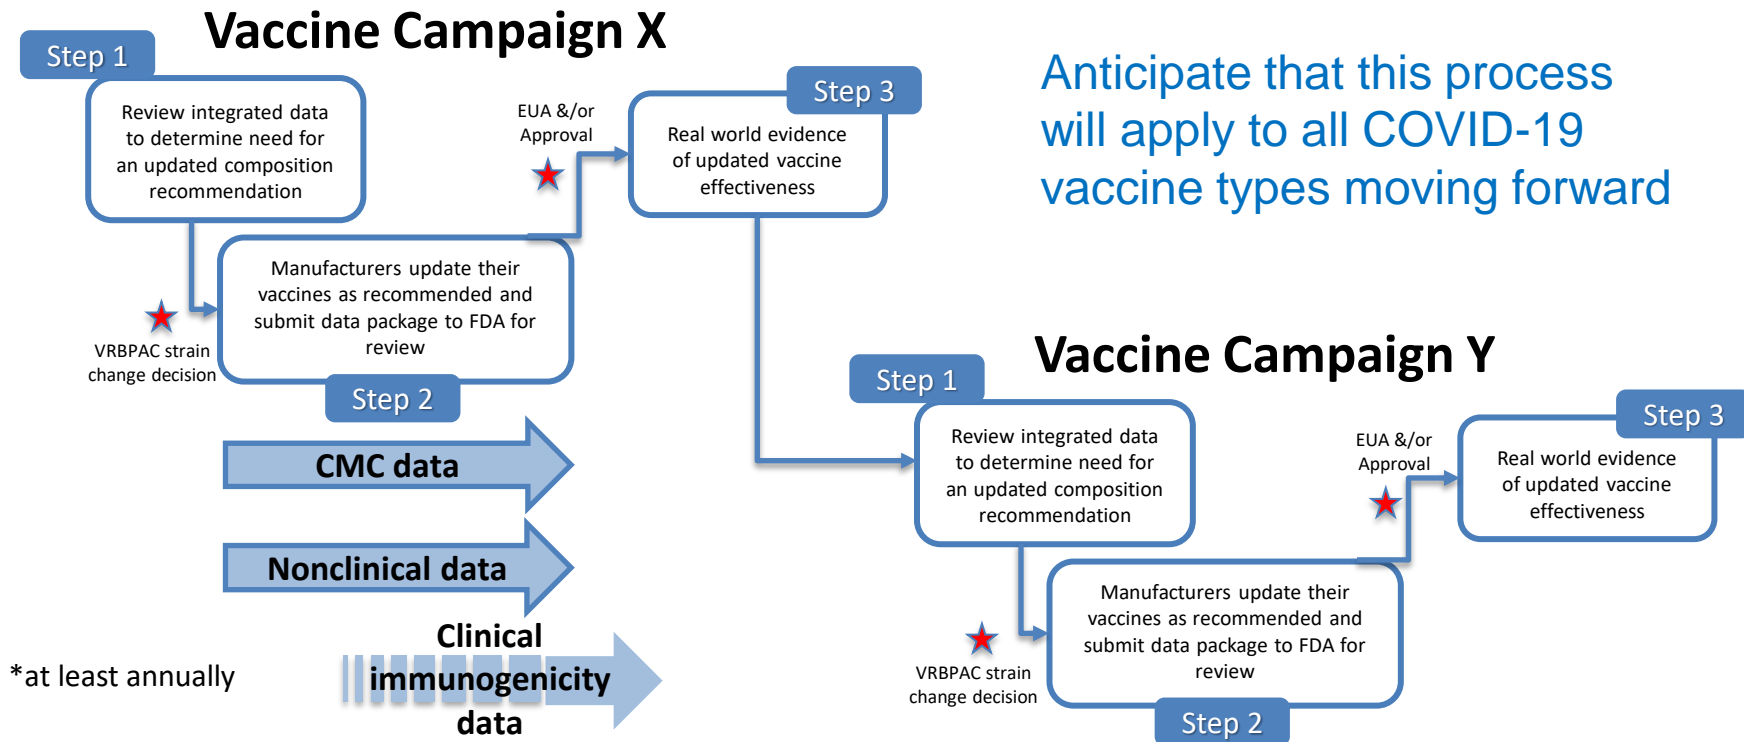 Vaccine Campaign X
Step 1
Review integrated data
to determine need for
an updated composition
recommendation
VRBPAC strain
change decision
Manufacturers update their
vaccines as recommended and
submit data package to FDA for
review
Step 2
EUA &/or
Approval
Step 3
Real world evidence
of updated vaccine
effectiveness
Anticipate that this process
will apply to all COVID-19
vaccine types moving forward
CMC data
Nonclinical data
Clinical
immunogenicity
data
*at least annually
Vaccine Campaign Y
Step 1
Review integrated data
to determine need for
an updated composition
recommendation
VRBPAC strain
change decision
Manufacturers update their
vaccines as recommended and
submit data package to FDA for
review
Step 2
EUA &/or
Approval
Step 3
Real world evidence
of updated vaccine
effectiveness